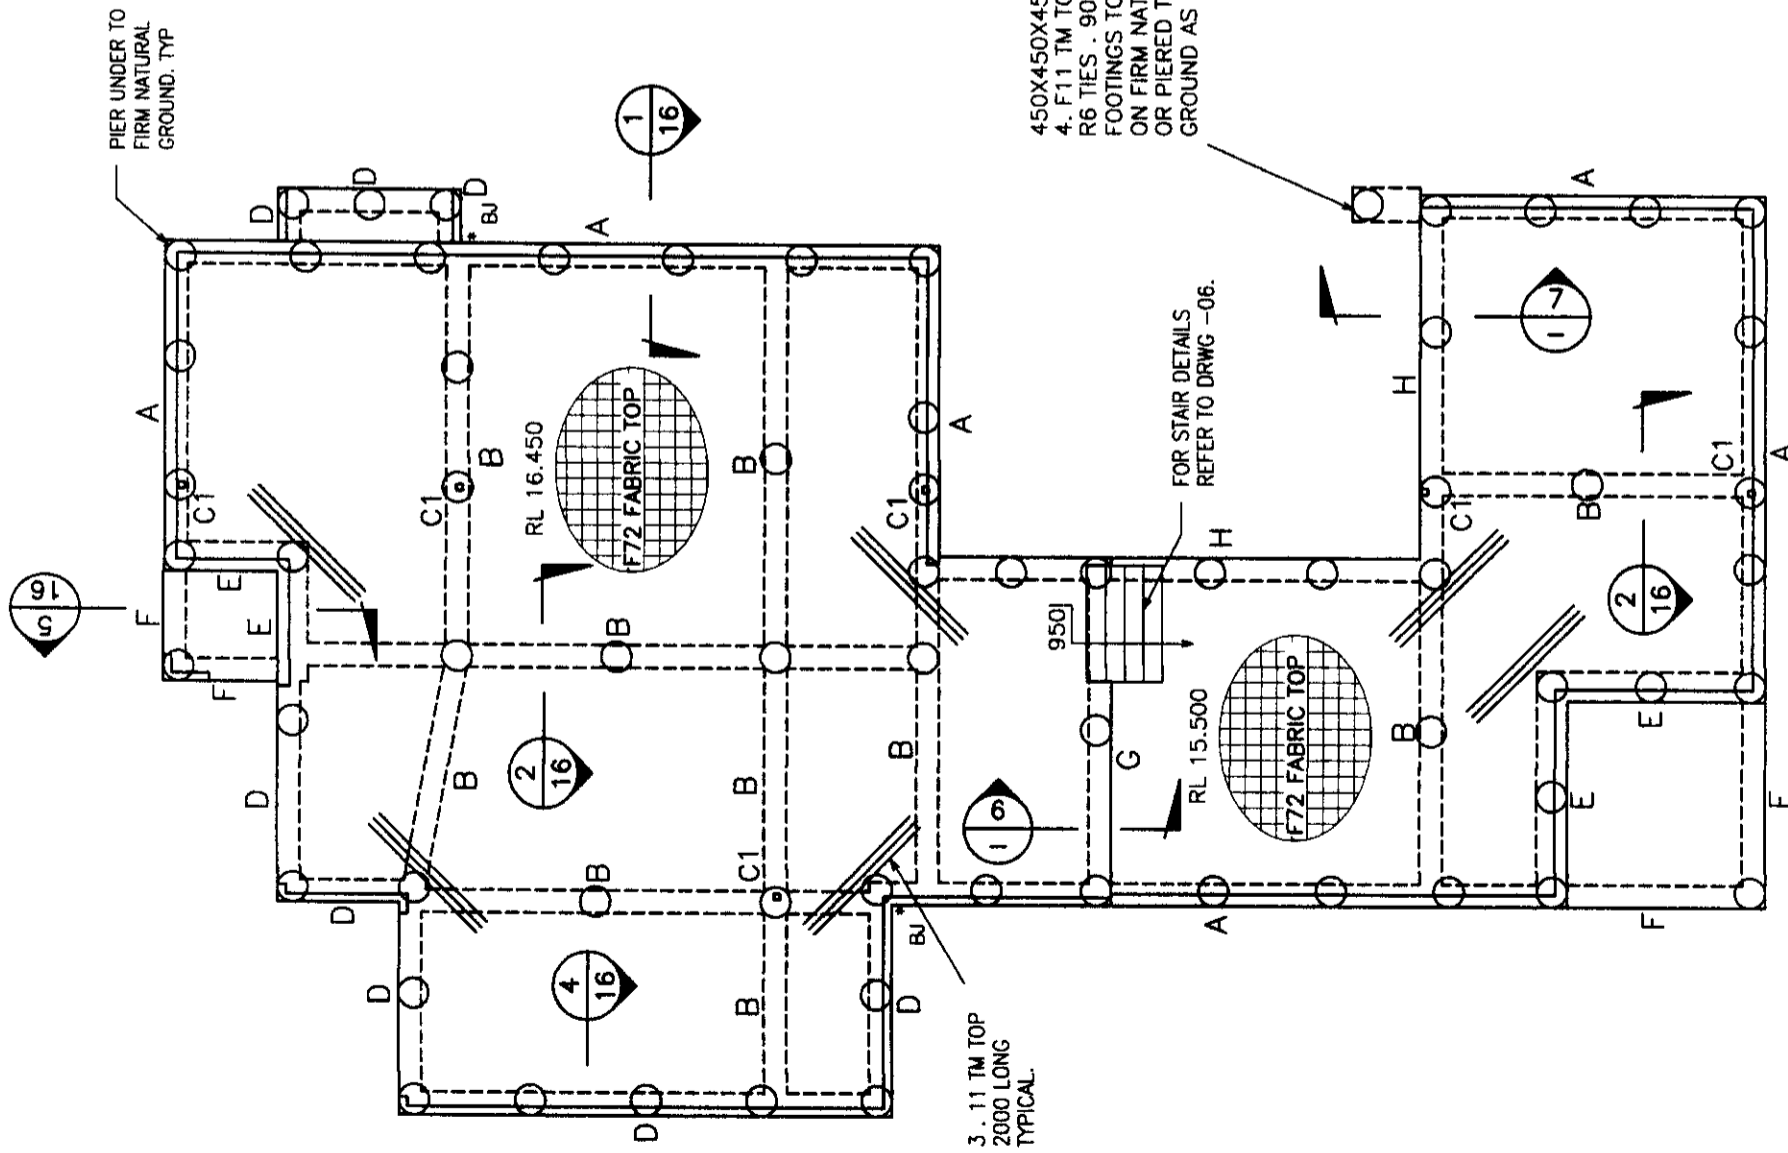 PIER UNDER TO
FIRM NATURAL
GROUND. TYP
450X450X45
4. F11 TM TO
R6 TIES . 90
FOOTINGS TO
ON FIRM NAT
OR PIERED T
GROUND AS
5
16
1
16
D
D
D
BJ
*
A
A
C1
F
E
E
F
D
C1
B
RL 16.450
F72 FABRIC TOP
B
A
C1
B
B
2
16
D
D
B
4
16
B
C1
B
B
D
D
D
BJ
*
3 . 11 TM TOP
2000 LONG
TYPICAL.
6
1
950
FOR STAIR DETAILS
REFER TO DRWG -06.
H
G
RL 15.500
F72 FABRIC TOP
A
H
7
1
A
C1
B
C1
A
2
16
B
E
E
F
F